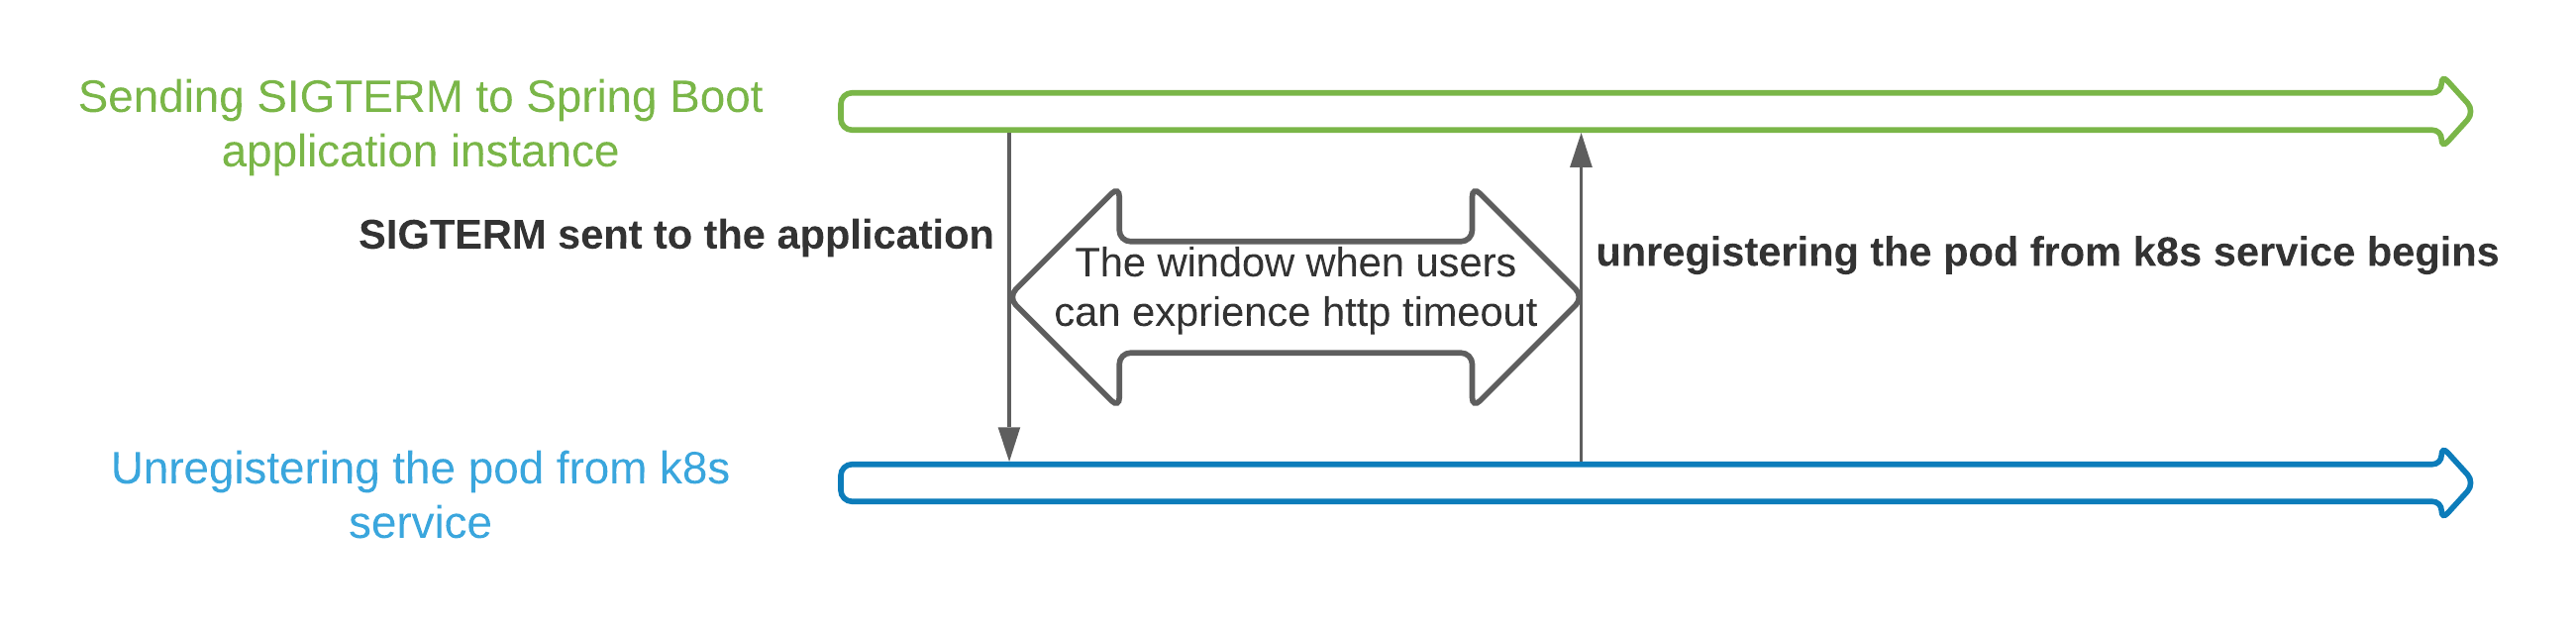 Sending SIGTERM to Spring Boot
application instance
SIGTERM sent to the application
The window when users
can exprience http timeout
unregistering the pod from k8s service begins
Unregistering the pod from k8s
service